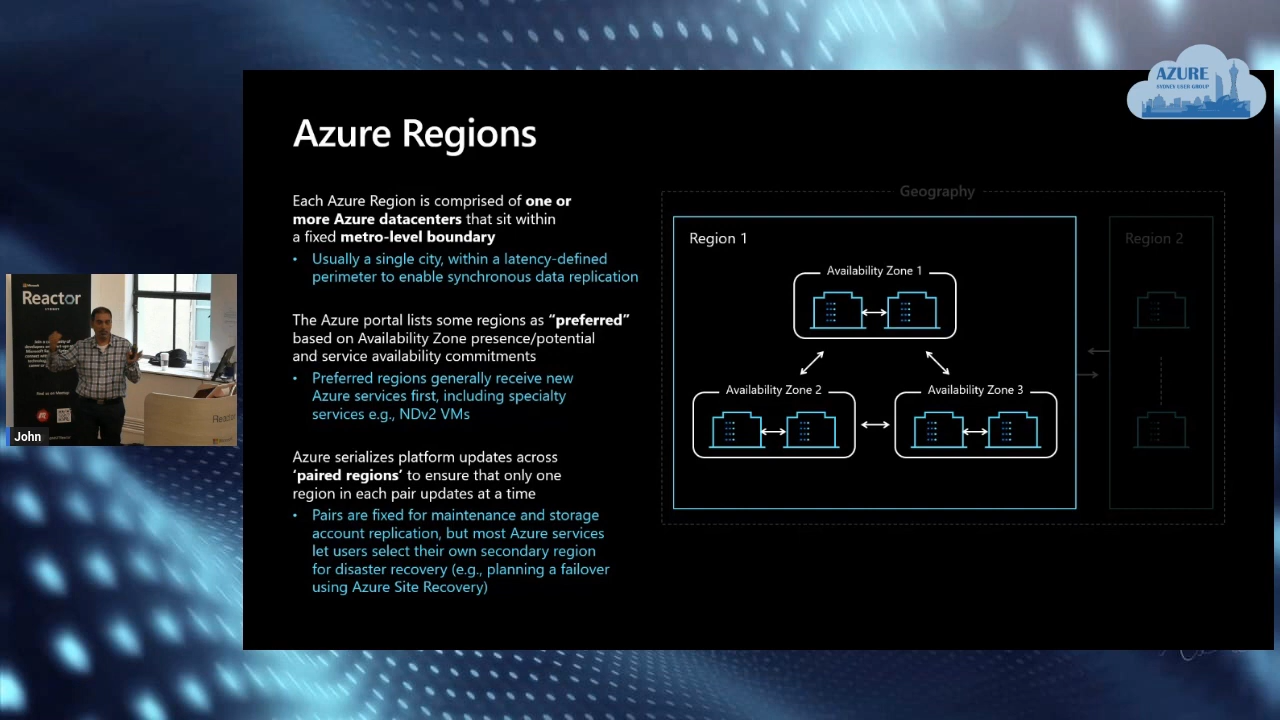 AZURE
SYDNEY USER GROUP
Azure Regions
Each Azure Region is comprised of one or
more Azure datacenters that sit within
a fixed metro-level boundary
• Usually a single city, within a latency-defined
perimeter to enable synchronous data replication
The Azure portal lists some regions as “preferred”
based on Availability Zone presence/potential
and service availability commitments
• Preferred regions generally receive new
Azure services first, including specialty
services e.g., NDv2 VMs
Azure serializes platform updates across
‘paired regions’ to ensure that only one
region in each pair updates at a time
• Pairs are fixed for maintenance and storage
account replication, but most Azure services
let users select their own secondary region
for disaster recovery (e.g., planning a failover
using Azure Site Recovery)
Geography
Region 1
Region 2
Availability Zone 1
Availability Zone 2
Availability Zone 3
Microsoft
Reactor
SYDNEY
Reactor
John